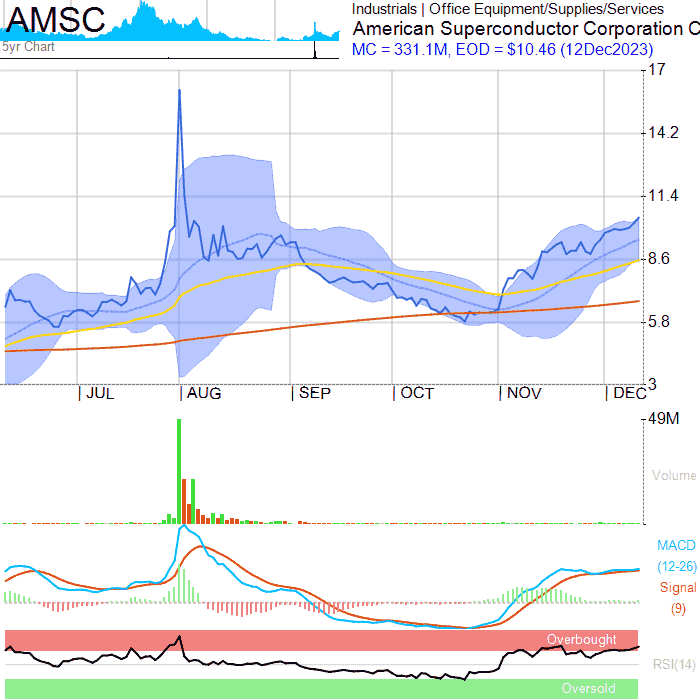 AMSC
5yr Chart
Industrials | Office Equipment/Supplies/Services
American Superconductor Corporation C
MC = 331.1M, EOD = $10.46 (12Dec2023)
17
14.2
11.4
8.6
5.8
3
JUL AUG SEP OCT NOV DEC
49M
Volume
MACD
(12-26)
Signal
(9)
Overbought
RSI(14)
Oversold